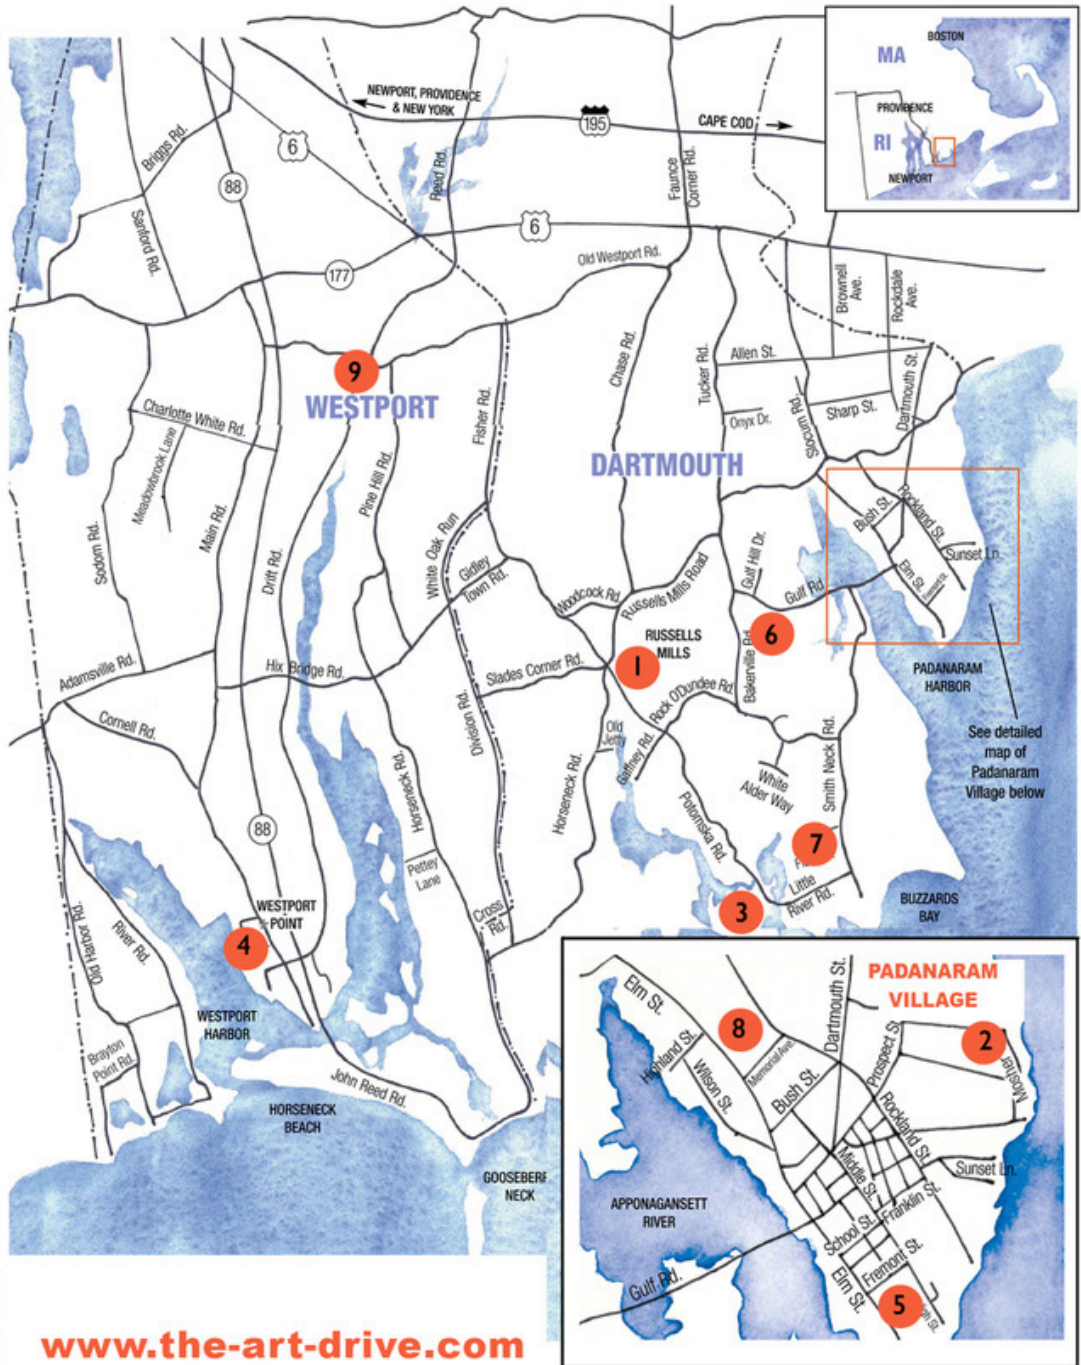 BOSTON
MA
PROVIDENCE
RI
NEWPORT
NEWPORT, PROVIDENCE
& NEW YORK
195
CAPE COD
Briggs Rd.
6
88
Reed Rd.
Faunce
Corner Rd.
Sanford Rd.
6
177
Old Westport Rd.
Brownell
Ave.
Rockdale
Ave.
Chase Rd.
Tucker Rd.
Allen St.
9
WESTPORT
Fisher Rd.
Slocum Rd.
Sharp St.
Dartmouth St.
Onyx Dr.
Charlotte White Rd.
Meadowbrook Lane
Pine Hill Rd.
DARTMOUTH
Main Rd.
Sodom Rd.
Drift Rd.
White Oak Run
Gidley
Town Rd.
Bush St.
Rockland St.
Sunset Ln.
Elm St.
Fremont St.
Gulf Hill Dr.
Gulf Rd.
Woodcock Rd.
Russells Mills Road
RUSSELLS
MILLS
6
Bakerville Rd.
1
Adamsville Rd.
Hix Bridge Rd.
Slades Corner Rd.
Rock O'Dundee Rd.
PADANARAM
HARBOR
Cornell Rd.
Division Rd.
Old
Jetty
Gaffney Rd.
See detailed
map of
Padanaram
Village below
Horseneck Rd.
Horseneck Rd.
White
Alder Way
Smith Neck Rd.
Potomska Rd.
88
Pettey
Lane
7
Little
River Rd.
3
BUZZARDS
BAY
WESTPORT
POINT
Cross
Rd.
4
Old Harbor Rd.
River Rd.
WESTPORT
HARBOR
Brayton
Point Rd.
John Reed Rd.
HORSENECK
BEACH
NECK
PADANARAM
VILLAGE
Elm St.
8
Dartmouth St.
Prospect St.
2
Mosher
Highland St.
Wilson St.
Memorial Ave.
Bush St.
Rockland St.
Middle St.
Sunset Ln.
APPONAGANSETT
RIVER
School St.
Franklin St.
Fremont St.
Gulf Rd.
Elm St.
5
www.the-art-drive.com